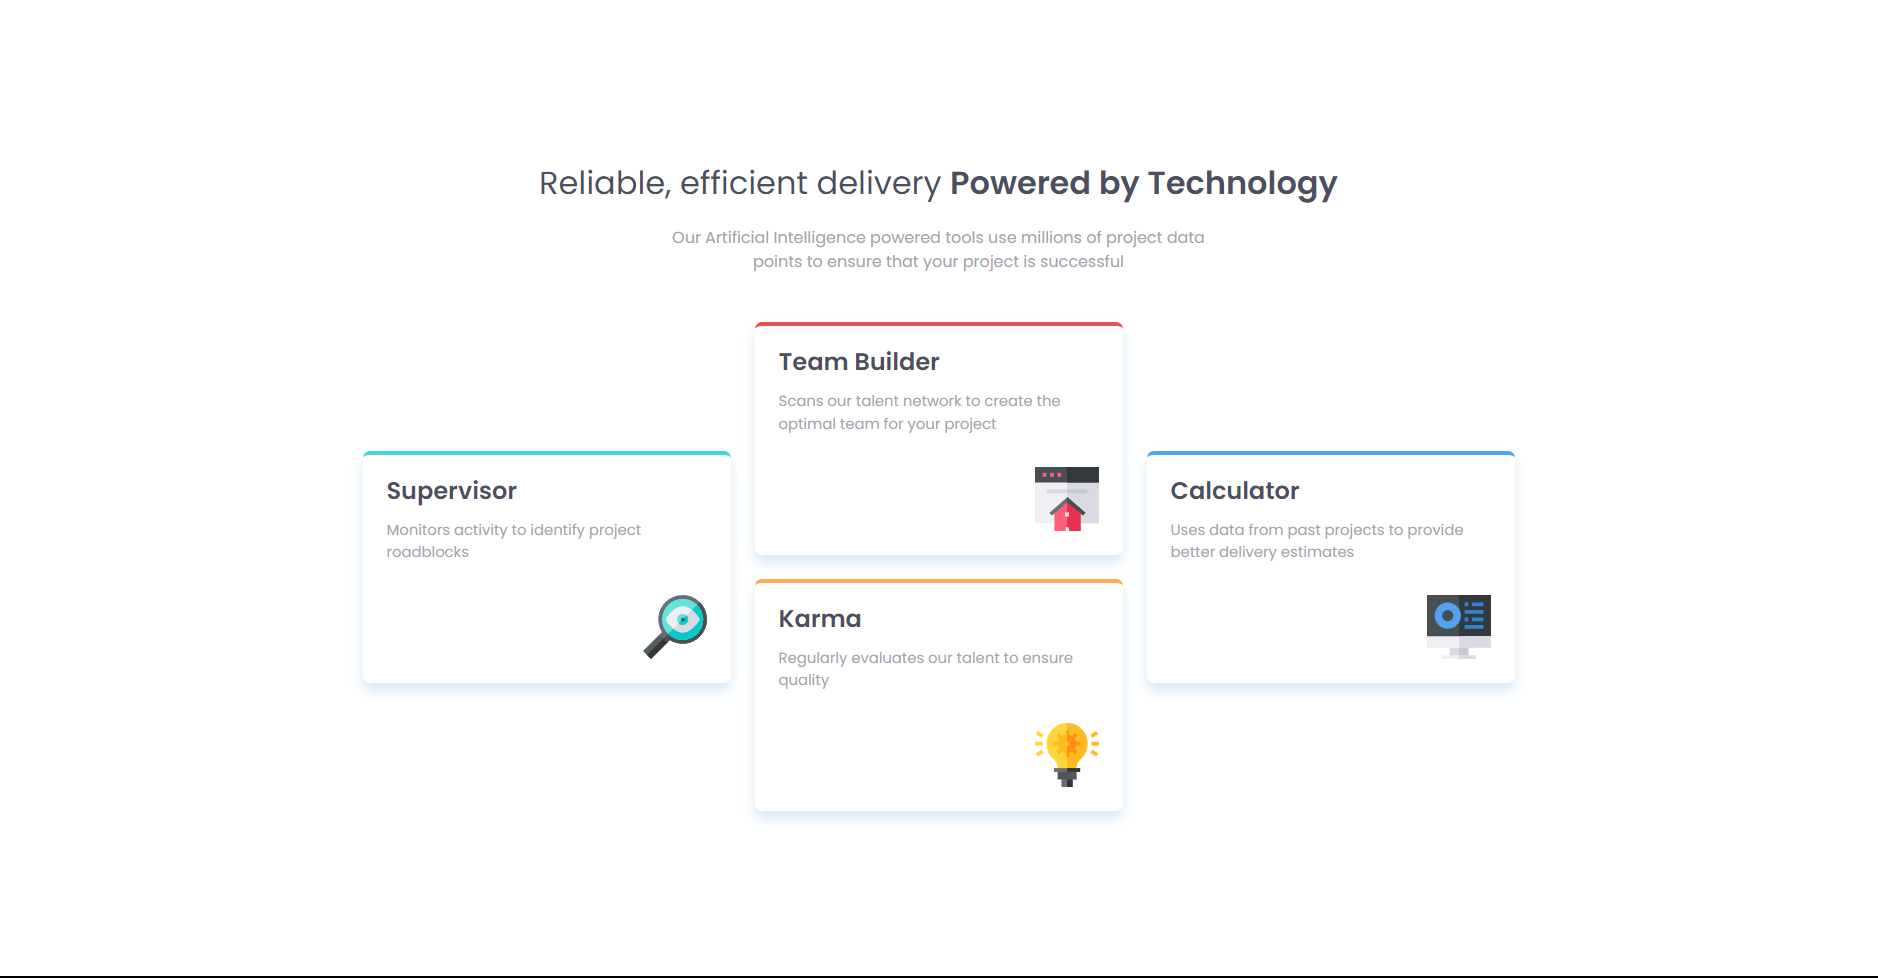 Reliable, efficient delivery Powered by Technology
Our Artificial Intelligence powered tools use millions of project data
points to ensure that your project is successful
Team Builder
Scans our talent network to create the
optimal team for your project
Supervisor
Monitors activity to identify project
roadblocks
Calculator
Uses data from past projects to provide
better delivery estimates
Karma
Regularly evaluates our talent to ensure
quality